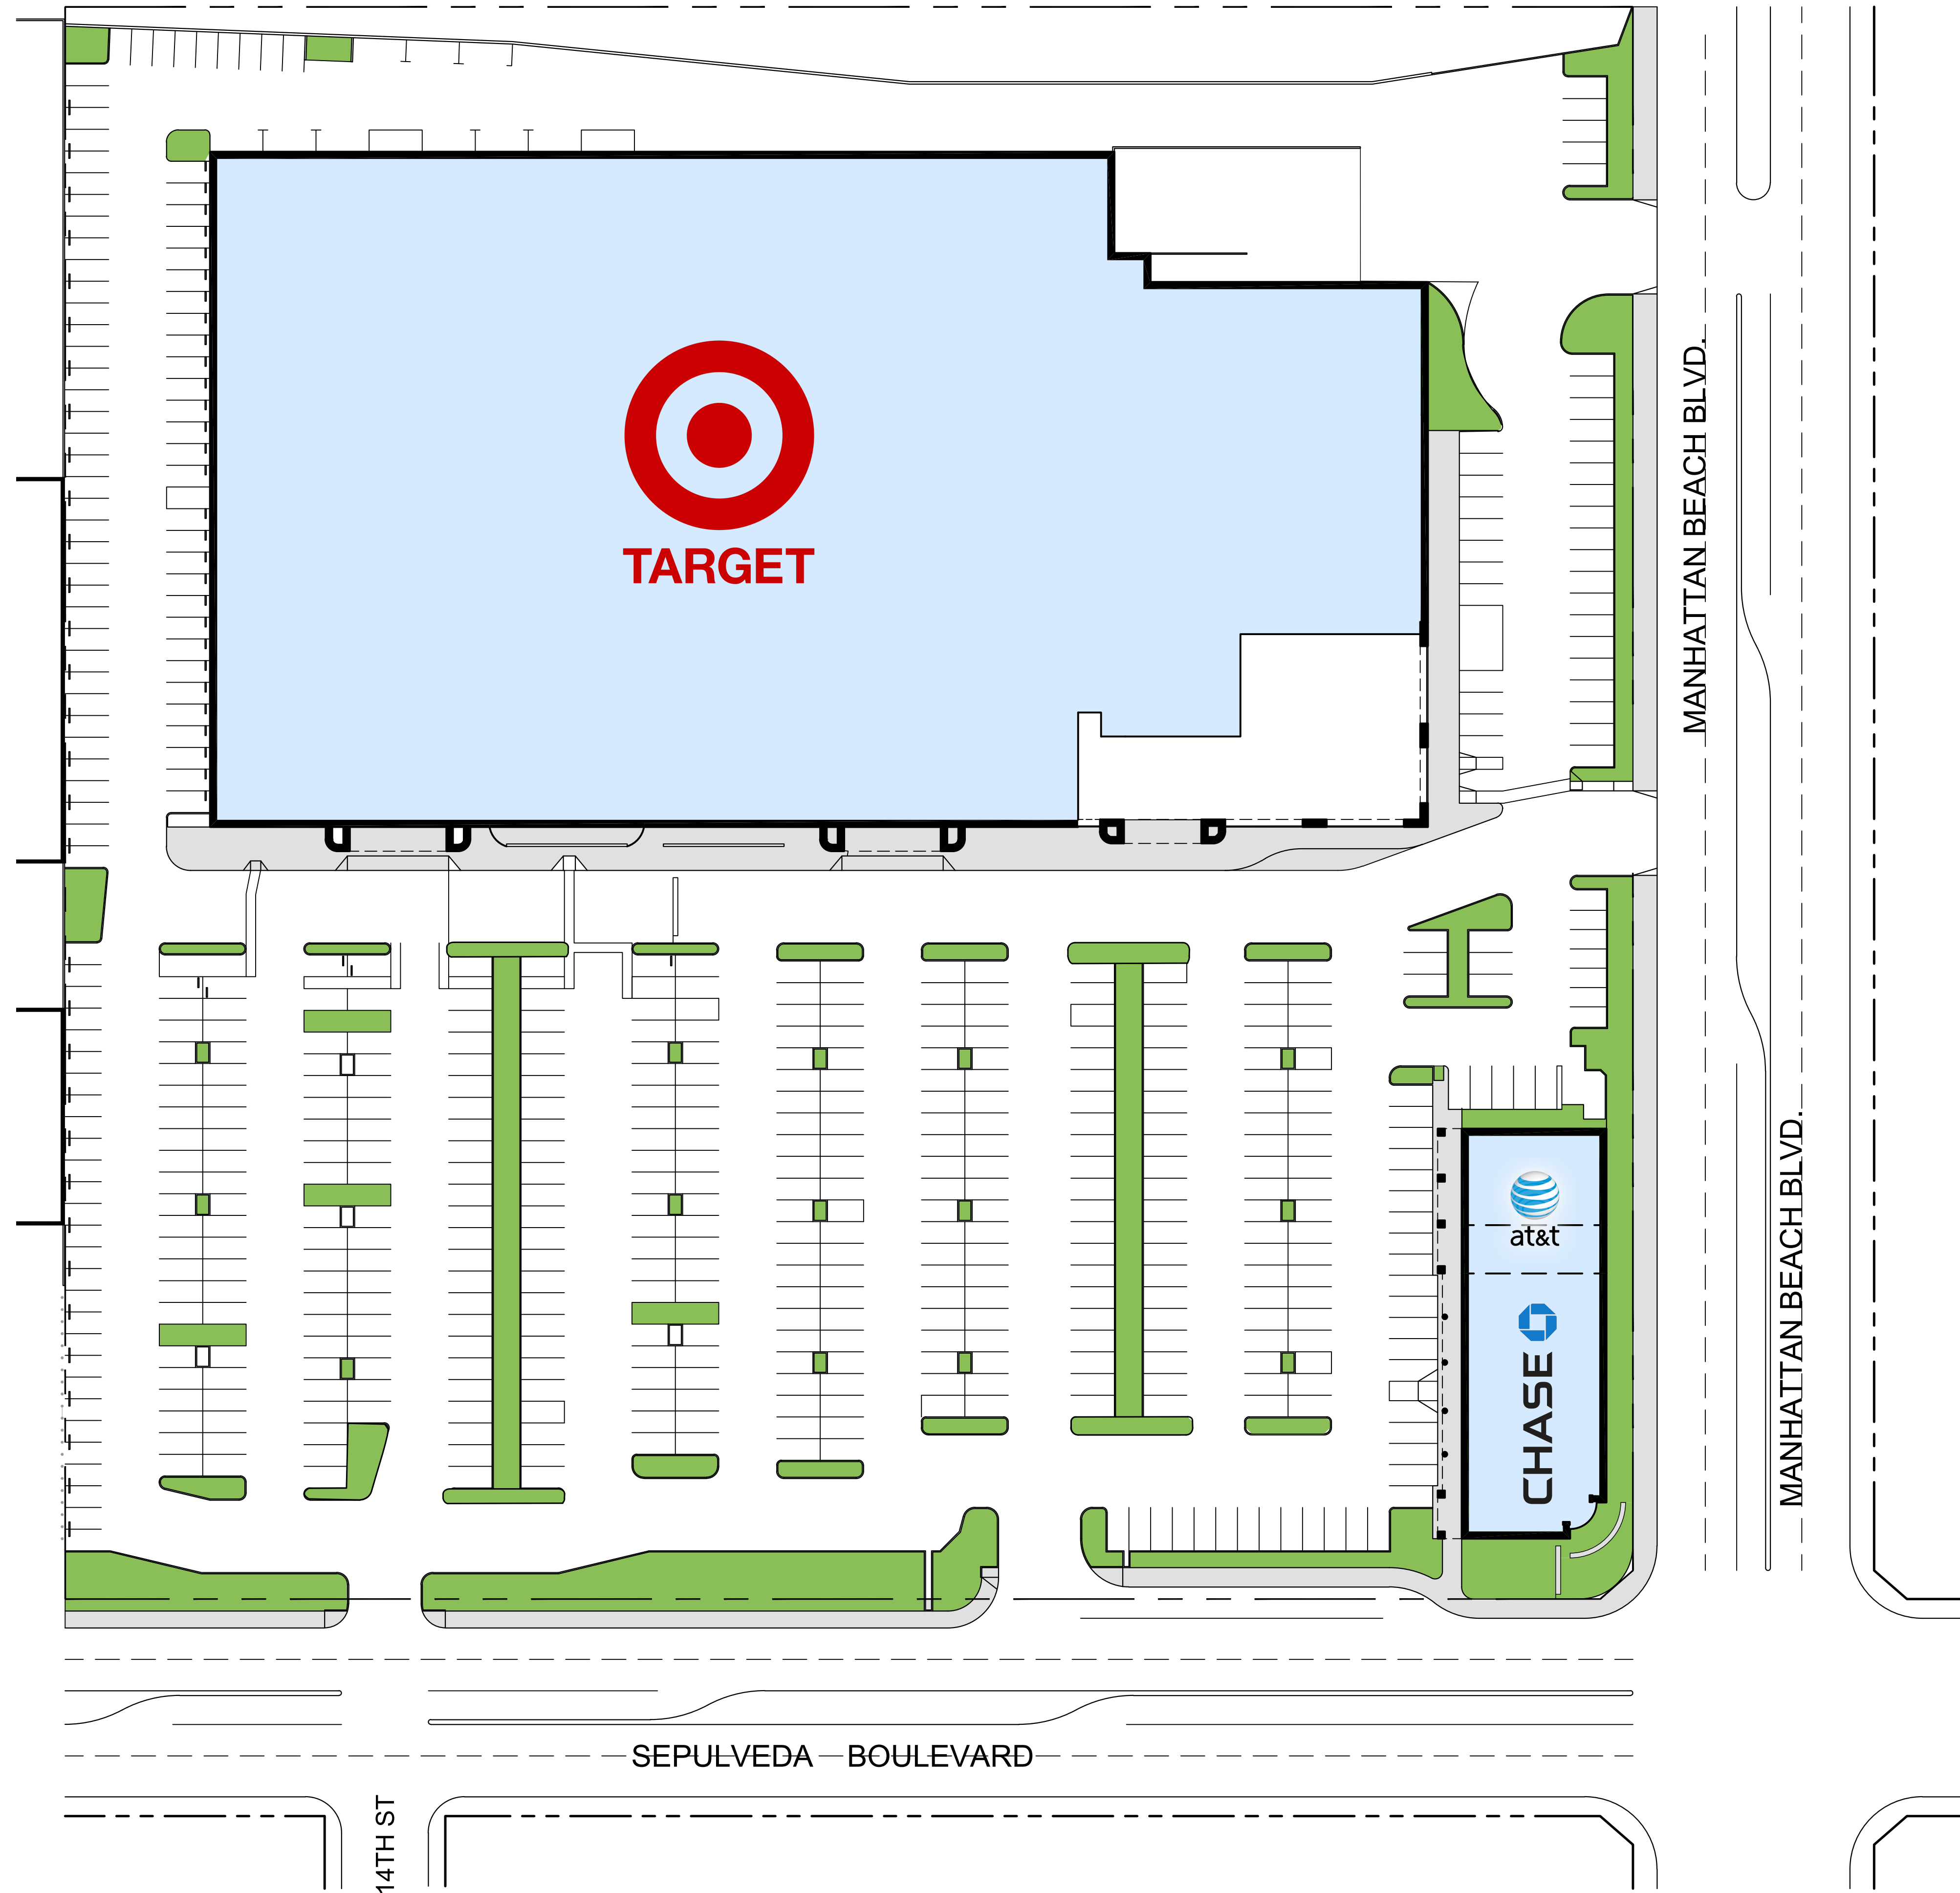 TARGET
MANHATTAN BEACH BLVD.
at&t
CHASE
MANHATTAN BEACH BLVD.
SEPULVEDA BOULEVARD
14TH ST